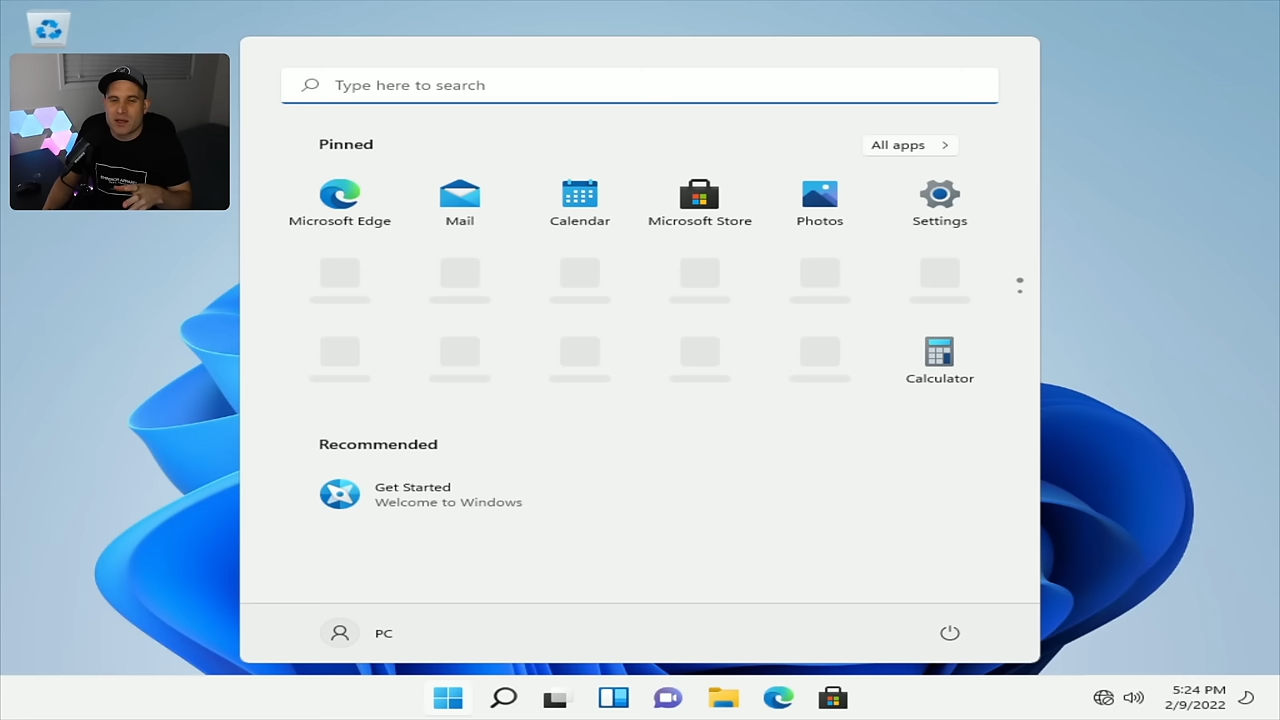 Type here to search
Pinned
All apps
Microsoft Edge
Mail
Calendar
Microsoft Store
Photos
Settings
Calculator
Recommended
Get Started
Welcome to Windows
PC
5:24 PM
2/9/2022